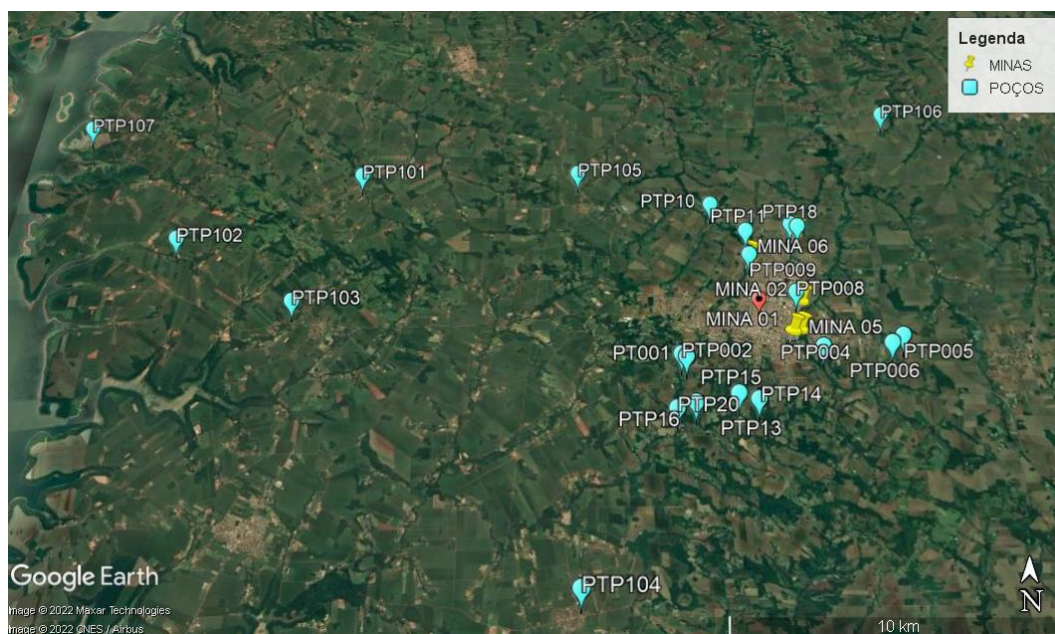 Legenda
MINAS
POÇOS
PTP107
PTP106
PTP101
PTP105
PTP10
PTP11
PTP18
PTP102
MINA 06
PTP009
MINA 02
PTP008
PTP103
MINA 01
MINA 05
PT001
PTP002
PTP004
PTP005
PTP006
PTP15
PTP14
PTP20
PTP16
PTP13
PTP104
Google Earth
N
Image © 2022 Maxar Technologies
Image © 2022 CNES / Airbus
10 km